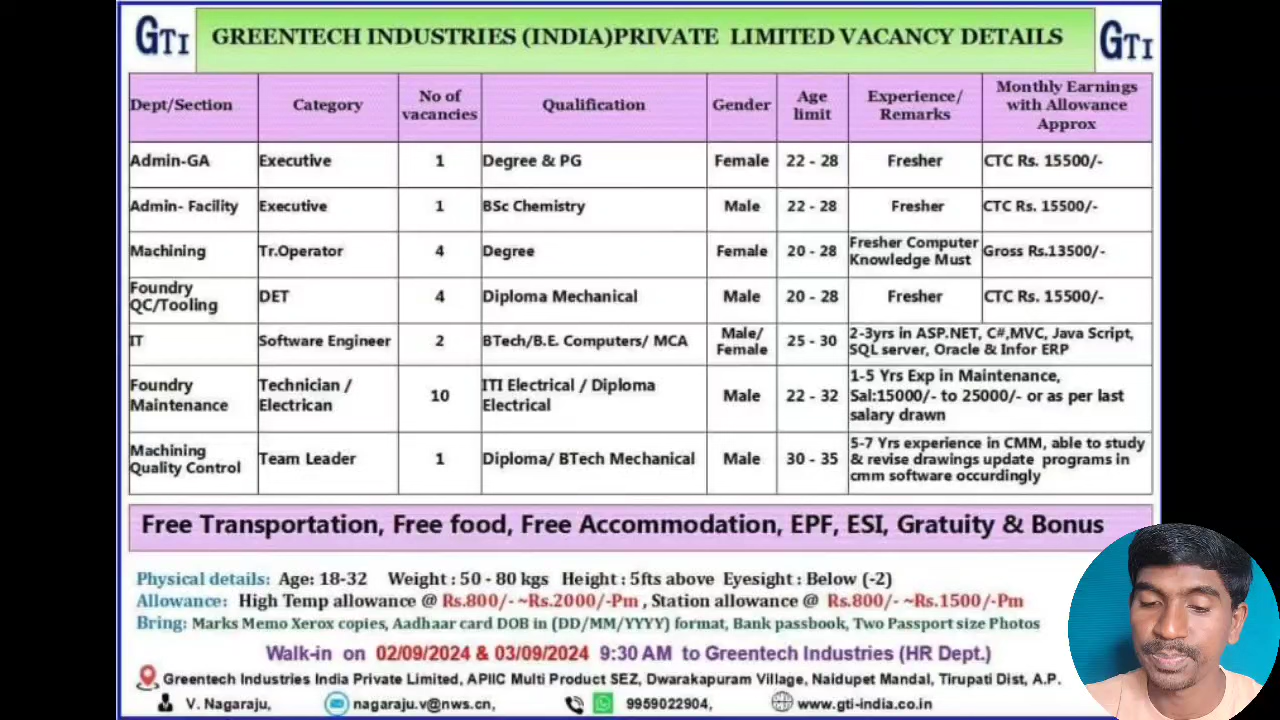 GTI GREENTECH INDUSTRIES (INDIA)PRIVATE LIMITED VACANCY DETAILS GTI
Dept/Section Category No of vacancies Qualification Gender Age limit Experience/ Remarks Monthly Earnings with Allowance Approx
Admin-GA Executive 1 Degree & PG Female 22 - 28 Fresher CTC Rs. 15500/-
Admin- Facility Executive 1 BSc Chemistry Male 22 - 28 Fresher CTC Rs. 15500/-
Machining Tr.Operator 4 Degree Female 20 - 28 Fresher Computer Knowledge Must Gross Rs.13500/-
Foundry QC/Tooling DET 4 Diploma Mechanical Male 20 - 28 Fresher CTC Rs. 15500/-
IT Software Engineer 2 BTech/B.E. Computers/ MCA Male/ Female 25 - 30 2-3yrs in ASP.NET, C#,MVC, Java Script, SQL server, Oracle & Infor ERP
Foundry Maintenance Technician / Electrican 10 ITI Electrical / Diploma Electrical Male 22 - 32 1-5 Yrs Exp in Maintenance, Sal:15000/- to 25000/- or as per last salary drawn
Machining Quality Control Team Leader 1 Diploma/ BTech Mechanical Male 30 - 35 5-7 Yrs experience in CMM, able to study & revise drawings update programs in cmm software occurdingly
Free Transportation, Free food, Free Accommodation, EPF, ESI, Gratuity & Bonus
Physical details: Age: 18-32 Weight : 50 - 80 kgs Height : 5fts above Eyesight : Below (-2)
Allowance: High Temp allowance @ Rs.800/- ~Rs.2000/-Pm , Station allowance @ Rs.800/- ~Rs.1500/-Pm
Bring: Marks Memo Xerox copies, Aadhaar card DOB in (DD/MM/YYYY) format, Bank passbook, Two Passport size Photos
Walk-in on 02/09/2024 & 03/09/2024 9:30 AM to Greentech Industries (HR Dept.)
Greentech Industries India Private Limited, APIIC Multi Product SEZ, Dwarakapuram Village, Naidupet Mandal, Tirupati Dist, A.P.
V. Nagaraju, nagaraju.v@nws.cn, 9959022904, www.gti-india.co.in